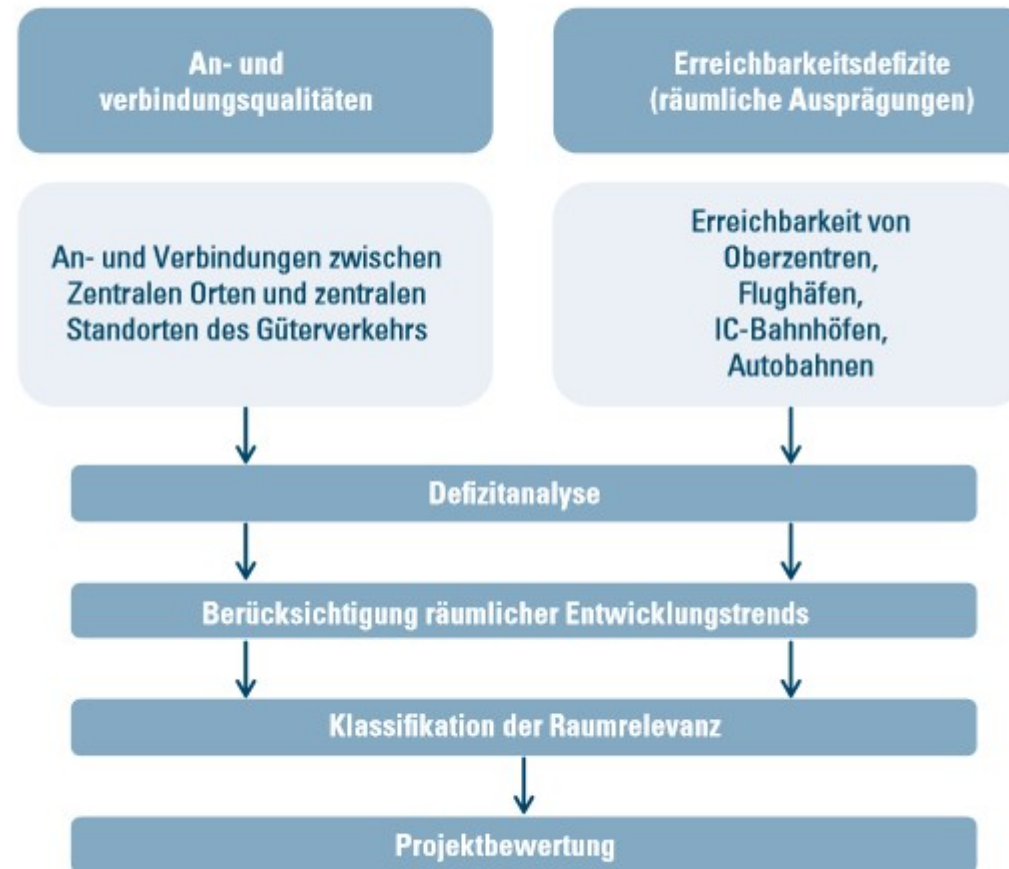 An- und
verbindungsqualitäten
Erreichbarkeitsdefizite
(räumliche Ausprägungen)
An- und Verbindungen zwischen
Zentralen Orten und zentralen
Standorten des Güterverkehrs
Erreichbarkeit von
Oberzentren,
Flughäfen,
IC-Bahnhöfen,
Autobahnen
Defizitanalyse
Berücksichtigung räumlicher Entwicklungstrends
Klassifikation der Raumrelevanz
Projektbewertung